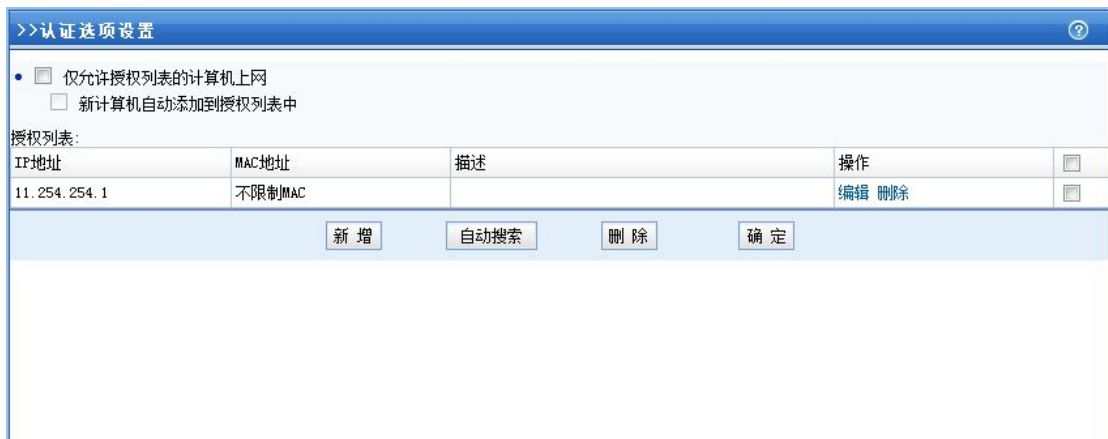 >>认证选项设置
仅允许授权列表的计算机上网
新计算机自动添加到授权列表中
授权列表:
IP地址 MAC地址 描述 操作
11.254.254.1 不限制MAC 编辑 删除
新 增 自动搜索 删 除 确 定